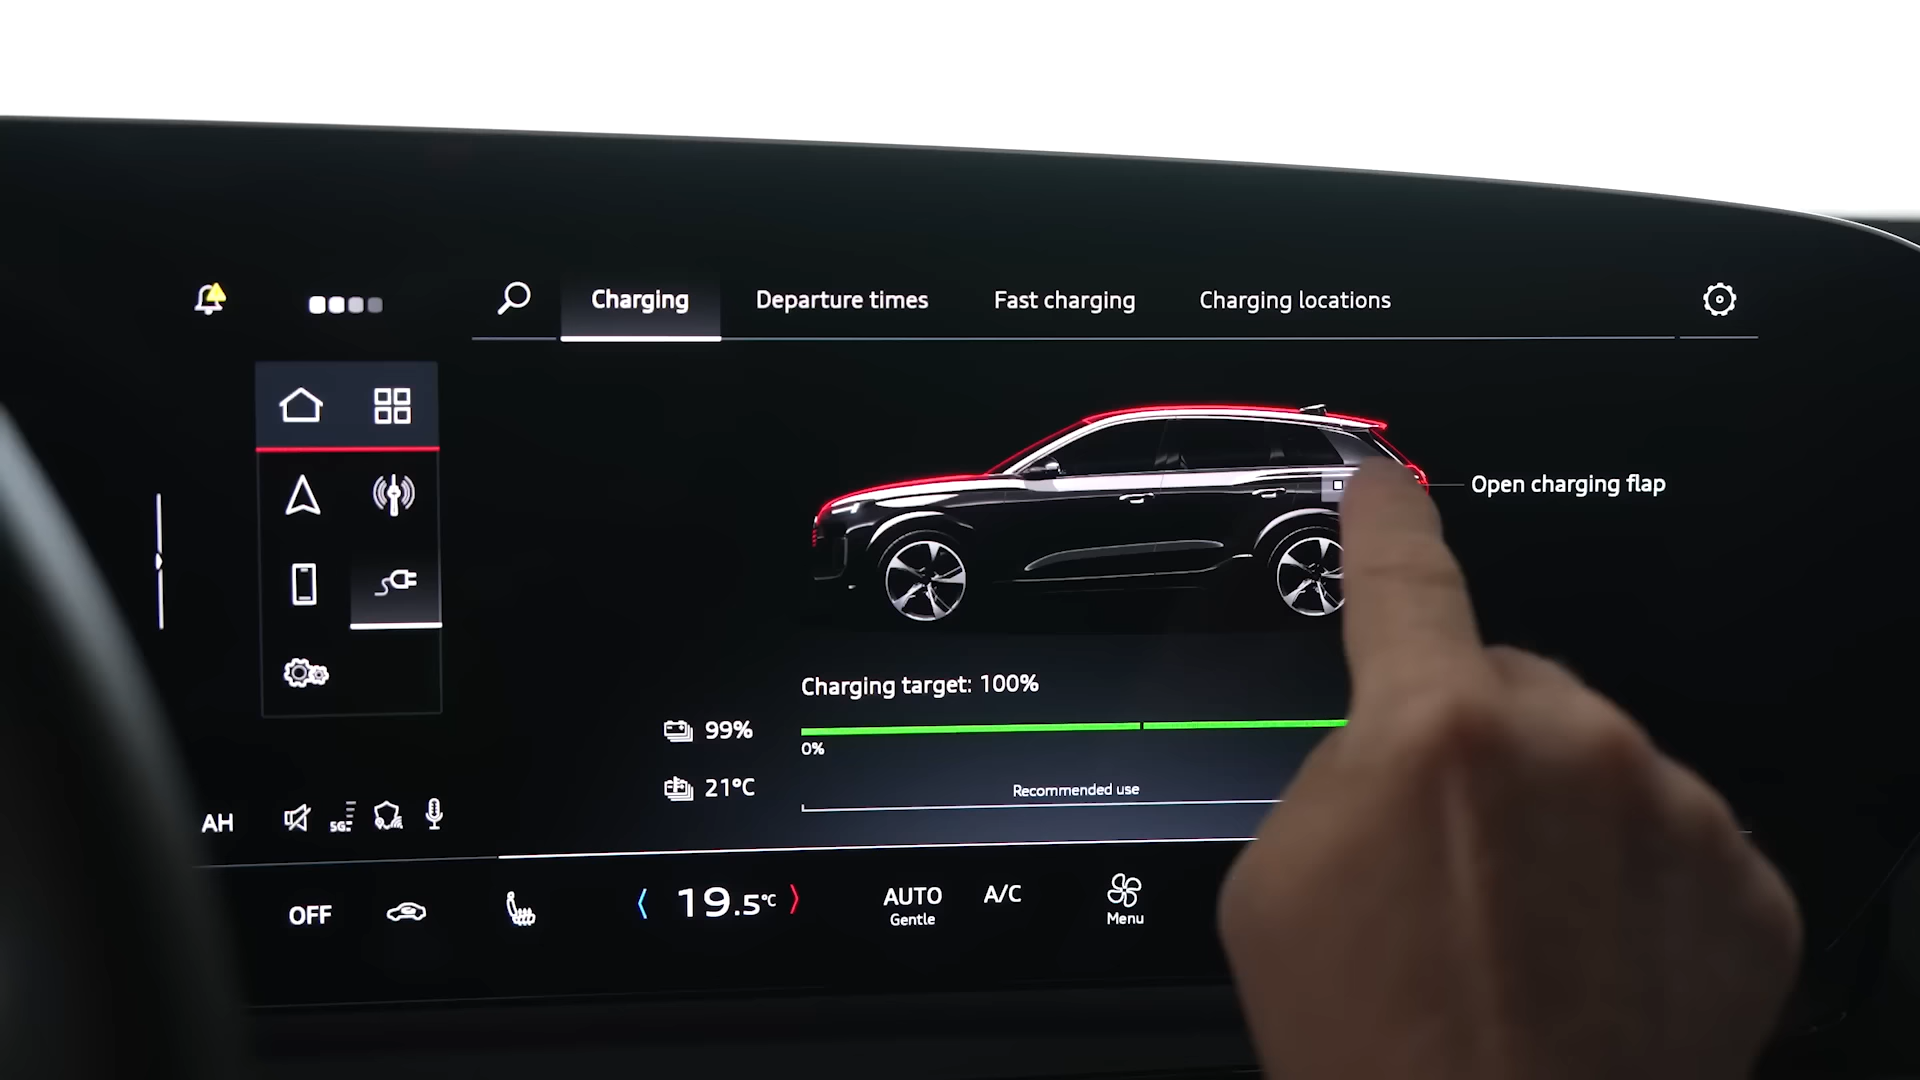 Charging
Departure times
Fast charging
Charging locations
Open charging flap
Charging target: 100%
99%
0%
21°C
Recommended use
AH
5G
OFF
19.5°C
AUTO
Gentle
A/C
Menu